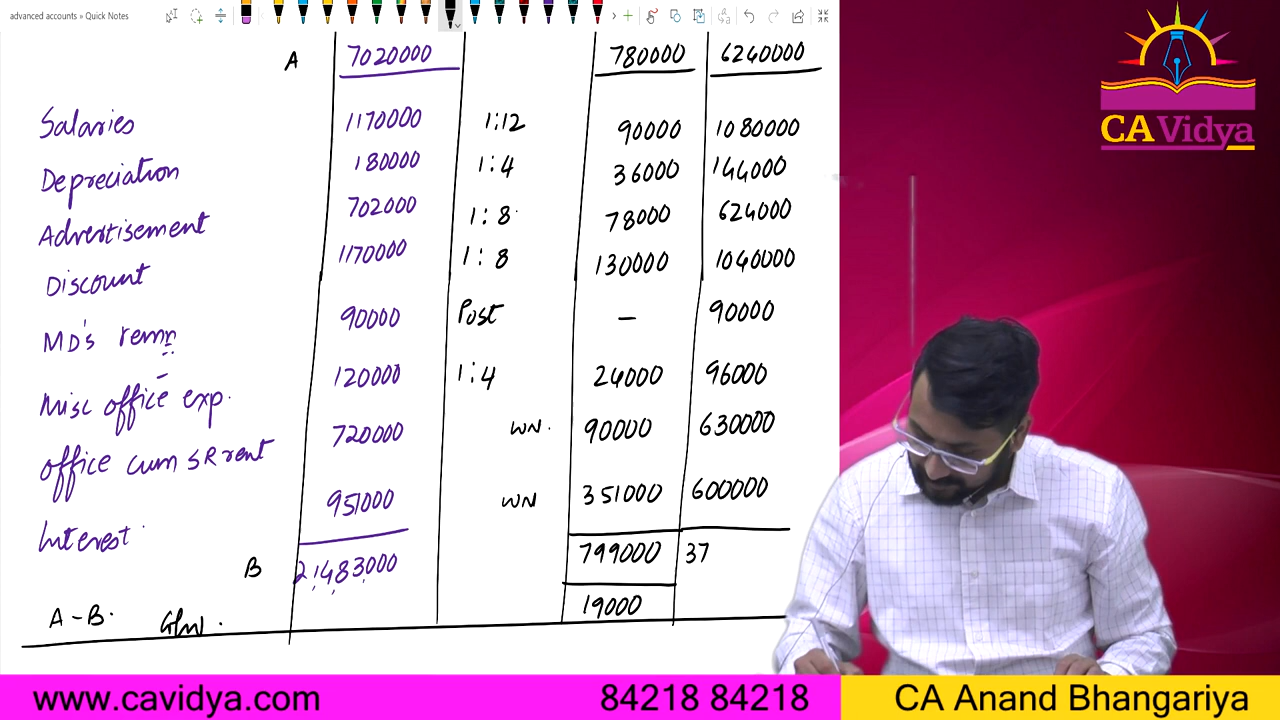 advanced accounts » Quick Notes
A 7020000 780000 6240000
Salaries 1170000 1:12 90000 1080000
Depreciation 180000 1:4 36000 144000
Advertisement 702000 1:8 78000 624000
Discount 1170000 1:8 130000 1040000
MD's remn 90000 Post — 90000
Misc office exp. 120000 1:4 24000 96000
office cum SR rent 720000 WN. 90000 630000
Interest 951000 WN 351000 600000
B 21483000 799000 37
A-B. 19000
CA Vidya
www.cavidya.com 84218 84218 CA Anand Bhangariya